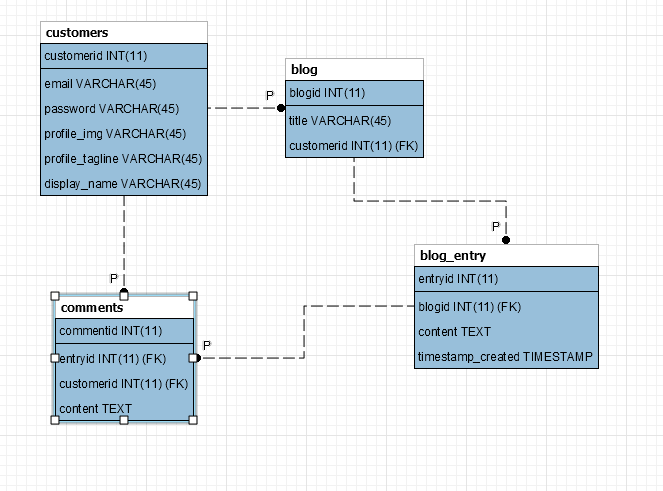 customers
customerid INT(11)
email VARCHAR(45)
password VARCHAR(45)
profile_img VARCHAR(45)
profile_tagline VARCHAR(45)
display_name VARCHAR(45)
P
blog
blogid INT(11)
title VARCHAR(45)
customerid INT(11) (FK)
P
blog_entry
entryid INT(11)
blogid INT(11) (FK)
content TEXT
timestamp_created TIMESTAMP
P
comments
commentid INT(11)
entryid INT(11) (FK)
customerid INT(11) (FK)
content TEXT
P